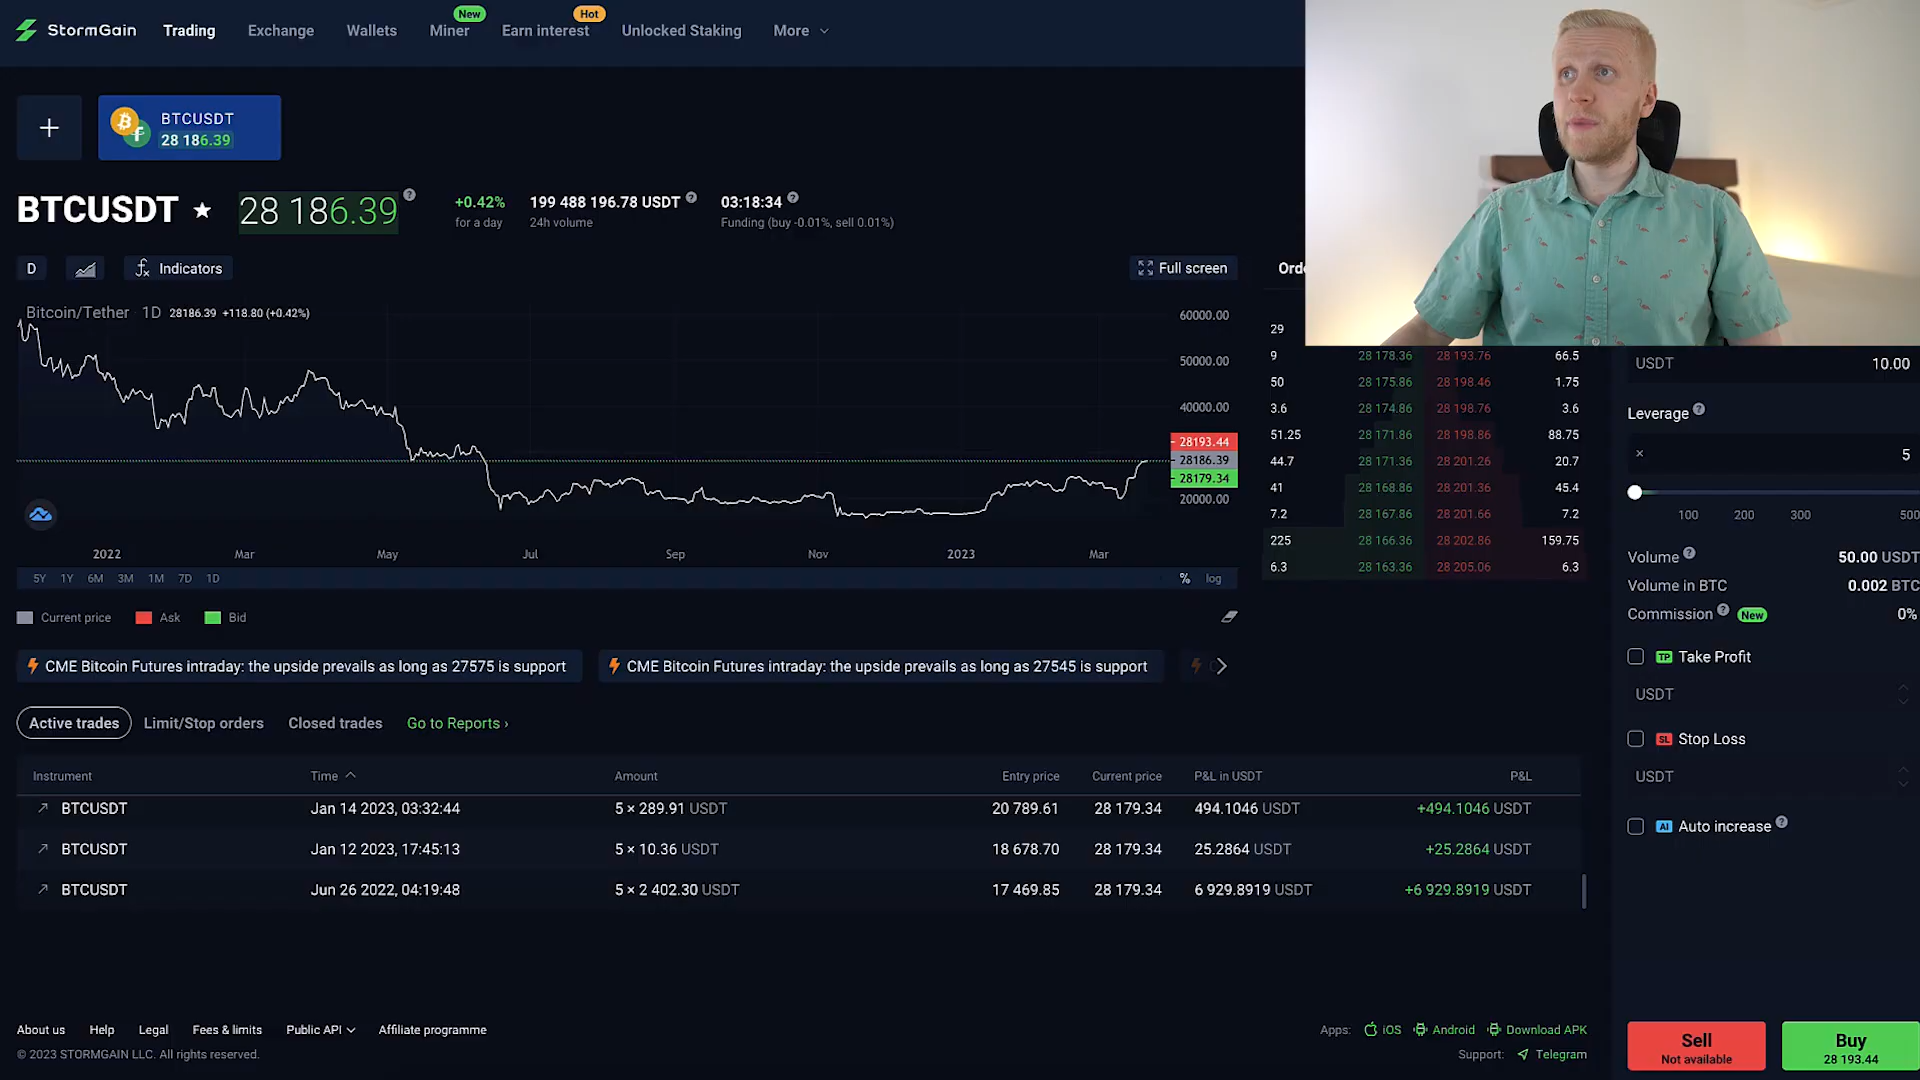 StormGain Trading Exchange Wallets Miner New Earn interest Hot Unlocked Staking More
+ BTCUSDT
28 186.39
BTCUSDT ★ 28 186.39 ?
+0.42% 199 488 196.78 USDT ? 03:18:34 ?
for a day 24h volume Funding (buy -0.01%, sell 0.01%)
D Indicators Full screen
Bitcoin/Tether 1D 28186.39 +118.80 (+0.42%)
60000.00
50000.00
40000.00
28193.44
28186.39
28179.34
20000.00
2022 Mar May Jul Sep Nov 2023 Mar
5Y 1Y 6M 3M 1M 7D 1D % log
Current price Ask Bid
29
9 28 178.36 28 193.76 66.5
50 28 175.86 28 198.46 1.75
3.6 28 174.86 28 198.76 3.6
51.25 28 171.86 28 198.86 88.75
44.7 28 171.36 28 201.26 20.7
41 28 168.86 28 201.36 45.4
7.2 28 167.86 28 201.66 7.2
225 28 166.36 28 202.86 159.75
6.3 28 163.36 28 205.06 6.3
USDT 10.00
Leverage ?
× 5
100 200 300 500
Volume ? 50.00 USDT
Volume in BTC 0.002 BTC
Commission ? New 0%
TP Take Profit
USDT
SL Stop Loss
USDT
AI Auto increase ?
CME Bitcoin Futures intraday: the upside prevails as long as 27575 is support
CME Bitcoin Futures intraday: the upside prevails as long as 27545 is support
Active trades Limit/Stop orders Closed trades Go to Reports ›
Instrument Time Amount Entry price Current price P&L in USDT P&L
BTCUSDT Jan 14 2023, 03:32:44 5 × 289.91 USDT 20 789.61 28 179.34 494.1046 USDT +494.1046 USDT
BTCUSDT Jan 12 2023, 17:45:13 5 × 10.36 USDT 18 678.70 28 179.34 25.2864 USDT +25.2864 USDT
BTCUSDT Jun 26 2022, 04:19:48 5 × 2 402.30 USDT 17 469.85 28 179.34 6 929.8919 USDT +6 929.8919 USDT
About us Help Legal Fees & limits Public API Affiliate programme
© 2023 STORMGAIN LLC. All rights reserved.
Apps: iOS Android Download APK
Support: Telegram
Sell
Not available
Buy
28 193.44